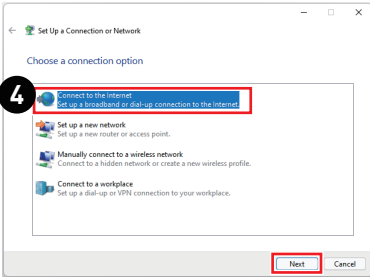 Set Up a Connection or Network
Choose a connection option
4
Connect to the Internet
Set up a broadband or dial-up connection to the Internet.
Set up a new network
Set up a new router or access point.
Manually connect to a wireless network
Connect to a hidden network or create a new wireless profile.
Connect to a workplace
Set up a dial-up or VPN connection to your workplace.
Next
Cancel